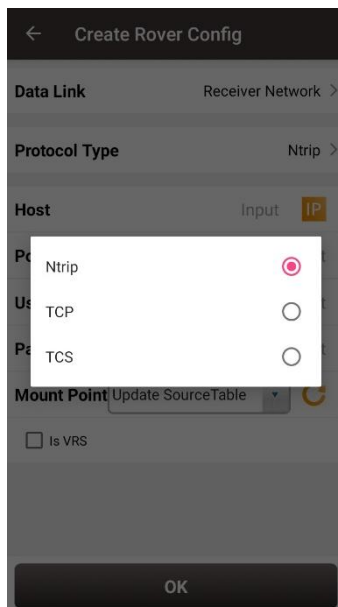 Create Rover Config
Data Link Receiver Network
Protocol Type Ntrip
Host Input IP
Ntrip
TCP
TCS
Mount Point Update SourceTable
Is VRS
OK